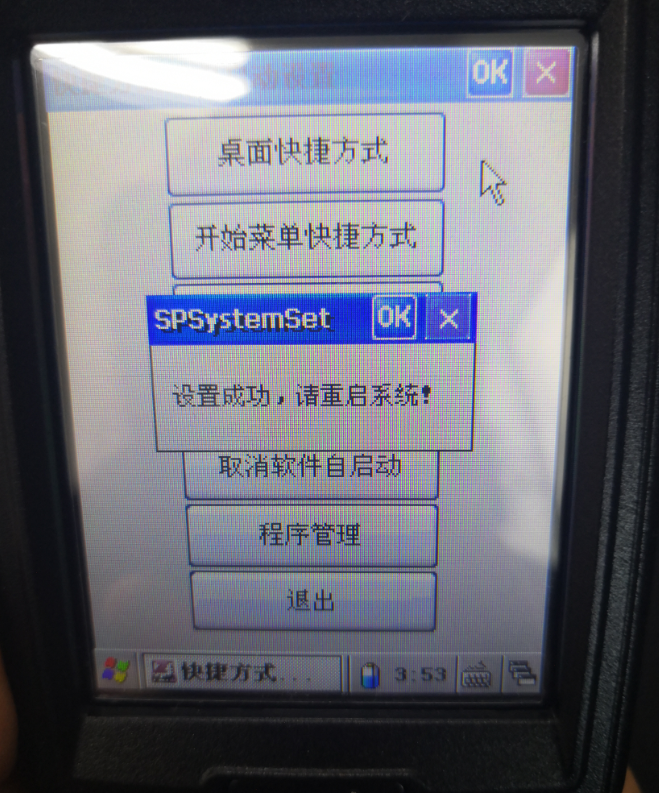 OK
桌面快捷方式
开始菜单快捷方式
SPSystemSet OK
设置成功,请重启系统!
取消软件自启动
程序管理
退出
快捷方式... 3:53